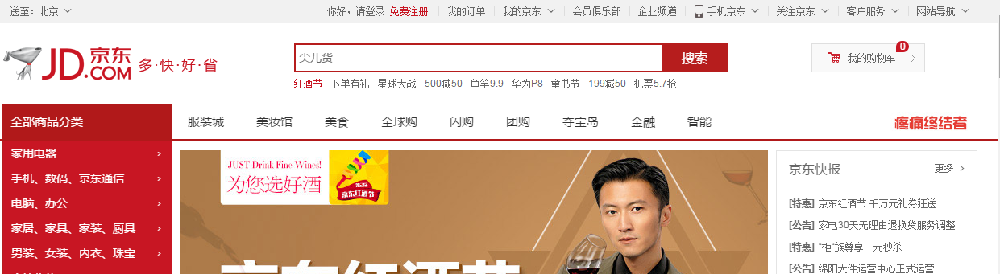 送至：北京
你好，请登录 免费注册 我的订单 我的京东 会员俱乐部 企业频道 手机京东 关注京东 客户服务 网站导航
JD.COM 京东 多·快·好·省
尖儿货 搜索
0
我的购物车
红酒节 下单有礼 星球大战 500减50 鱼竿9.9 华为P8 童书节 199减50 机票5.7抢
全部商品分类 服装城 美妆馆 美食 全球购 闪购 团购 夺宝岛 金融 智能 疼痛终结者
家用电器
手机、数码、京东通信
电脑、办公
家居、家具、家装、厨具
男装、女装、内衣、珠宝
JUST Drink Fine Wines!
为您选好酒
京东红酒节
京东红酒节
京东快报 更多
[特惠] 京东红酒节 千万元礼券狂送
[公告] 家电30天无理由退换货服务调整
[特惠] “柜”族尊享一元秒杀
[公告] 绵阳大件运营中心正式运营